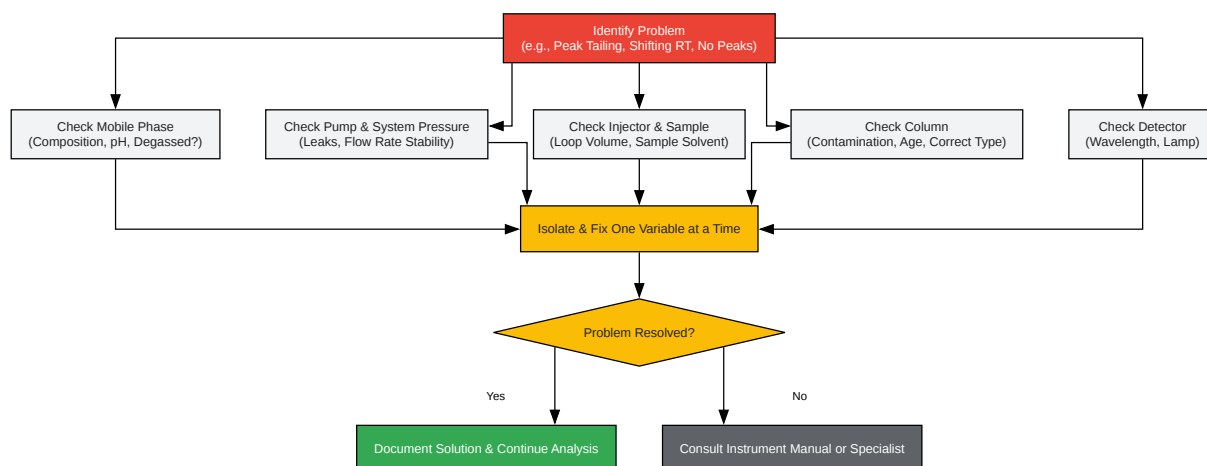 Identify Problem
(e.g., Peak Tailing, Shifting RT, No Peaks)
Check Mobile Phase
(Composition, pH, Degassed?)
Check Pump & System Pressure
(Leaks, Flow Rate Stability)
Check Injector & Sample
(Loop Volume, Sample Solvent)
Check Column
(Contamination, Age, Correct Type)
Check Detector
(Wavelength, Lamp)
Isolate & Fix One Variable at a Time
Problem Resolved?
Yes
No
Document Solution & Continue Analysis
Consult Instrument Manual or Specialist